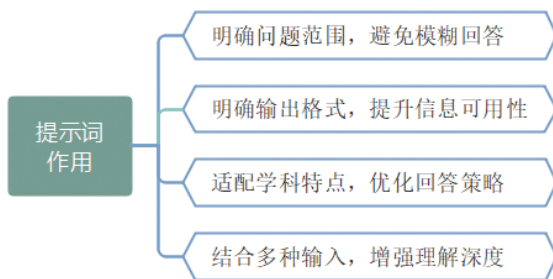 明确问题范围，避免模糊回答
明确输出格式，提升信息可用性
提示词
作用
适配学科特点，优化回答策略
结合多种输入，增强理解深度